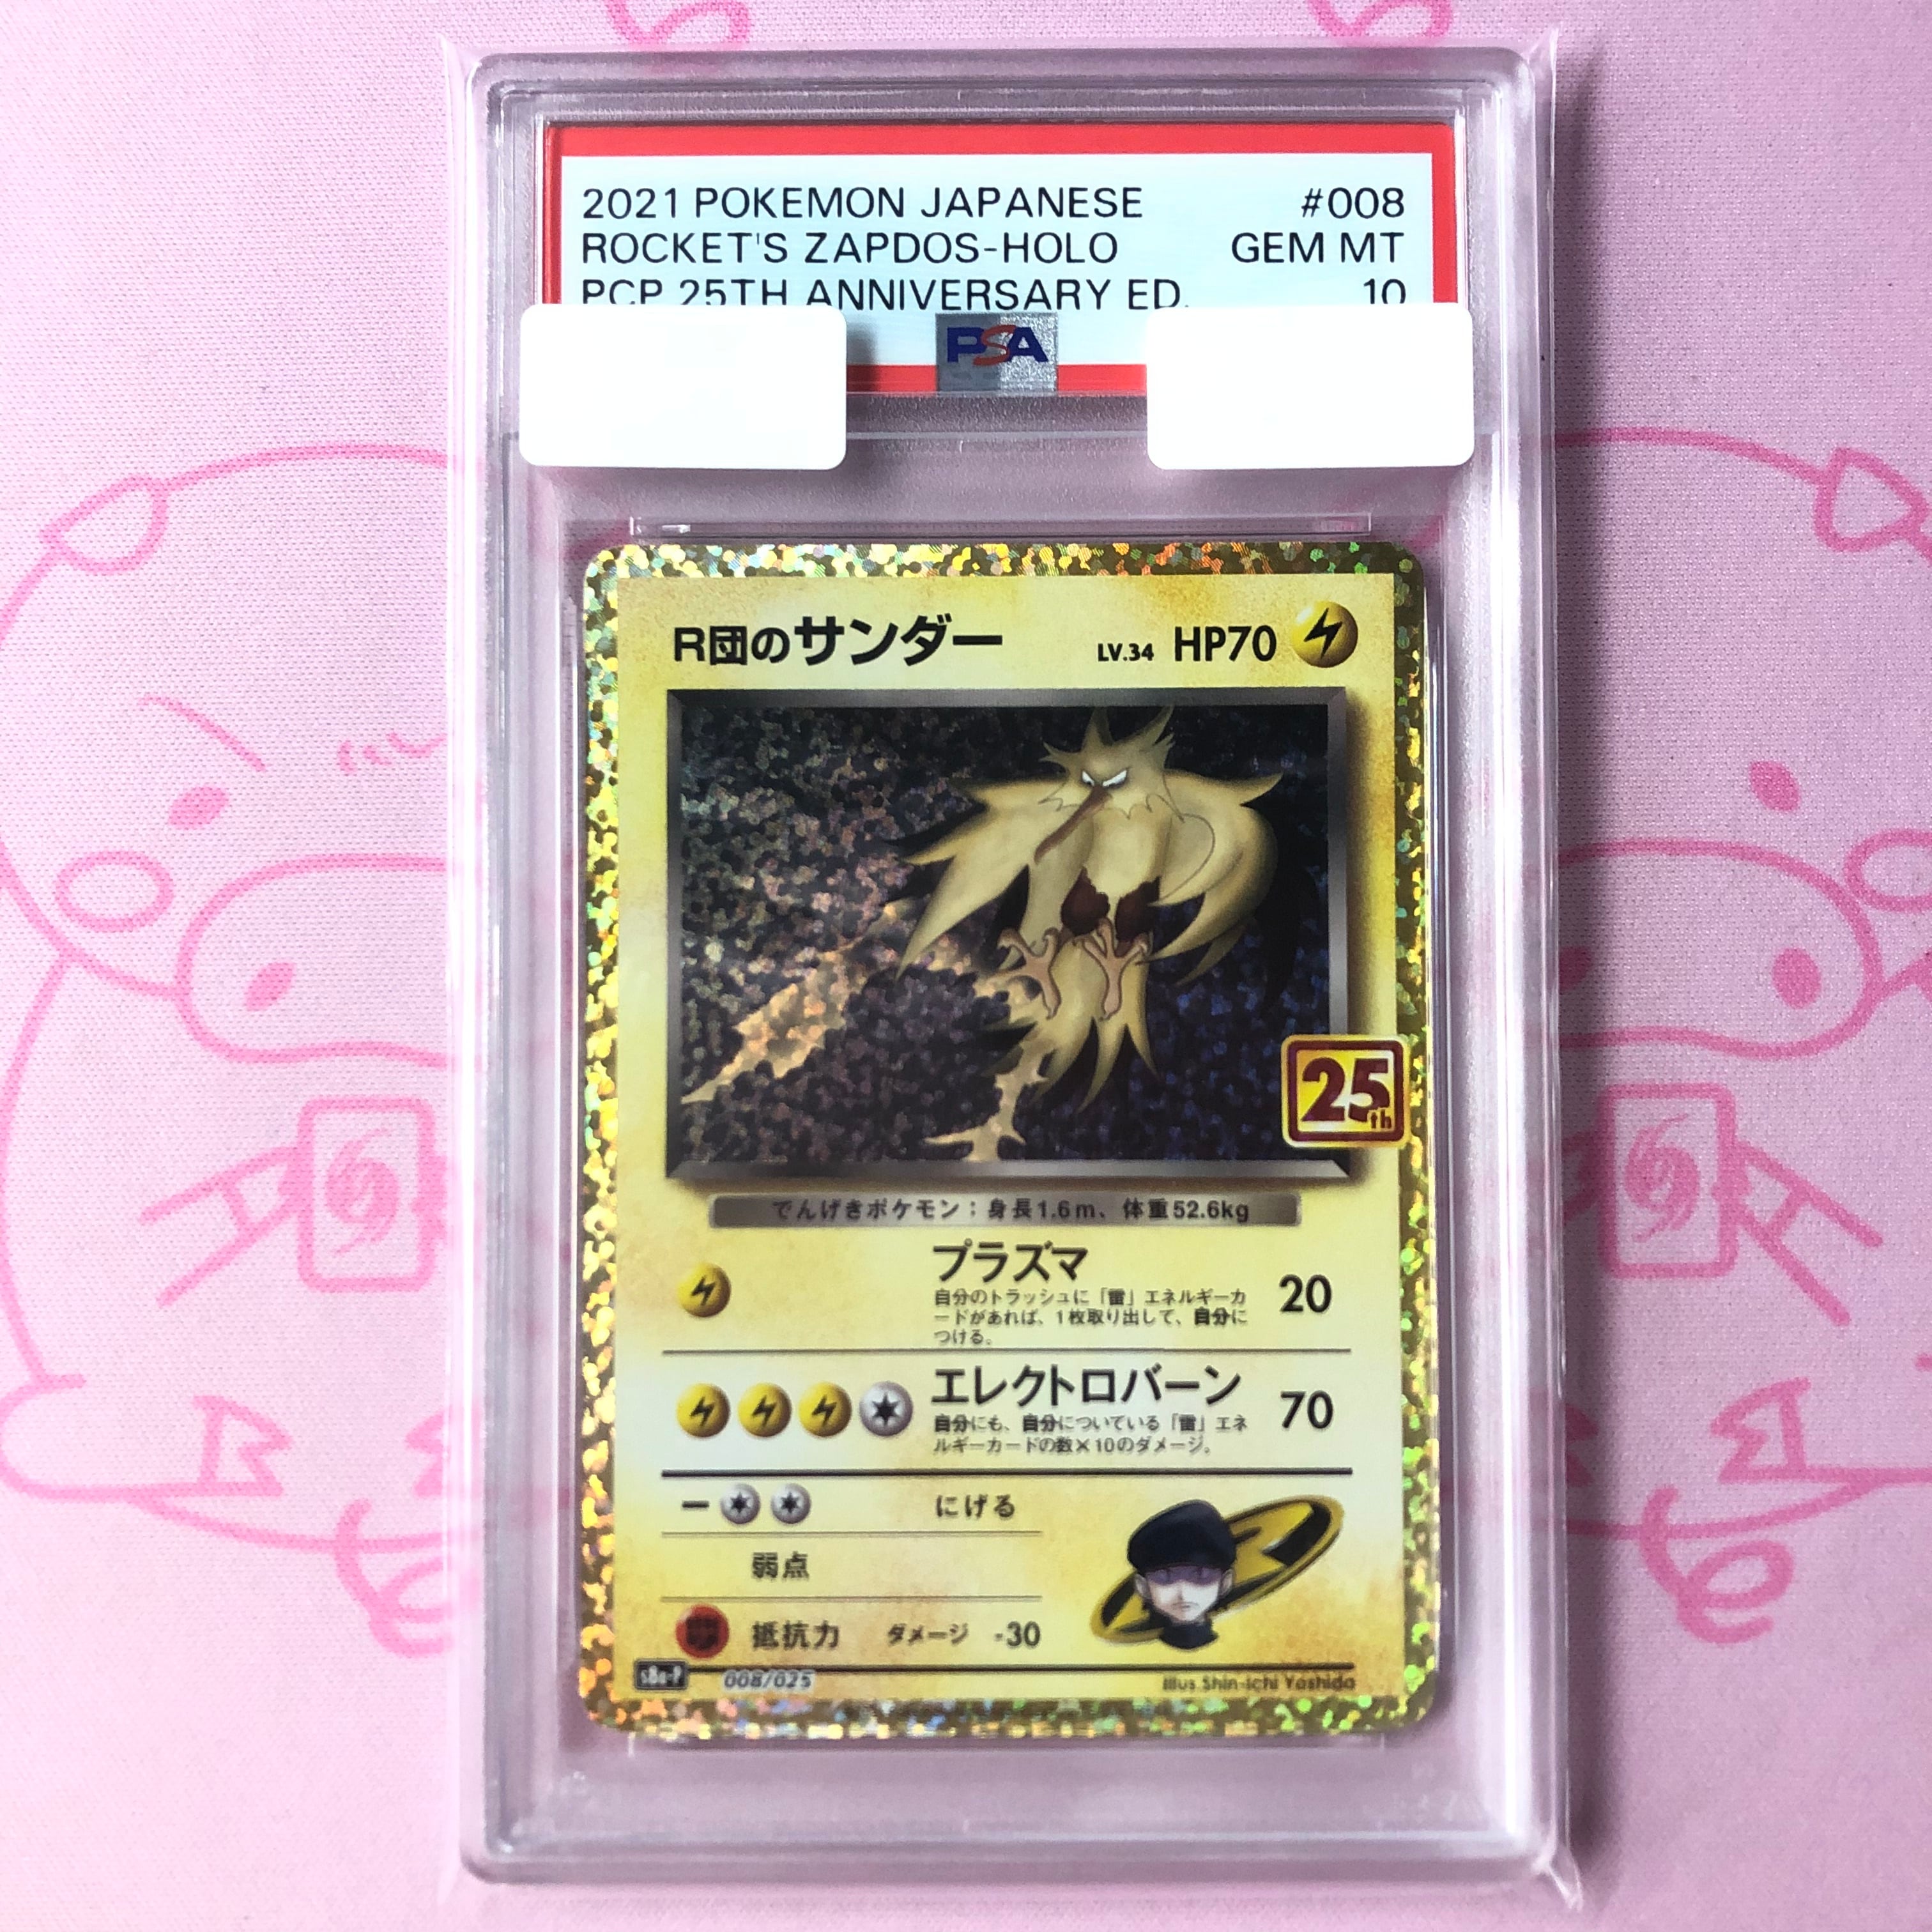 2021 POKEMON JAPANESE #008
ROCKET'S ZAPDOS-HOLO GEM MT
PCP 25TH ANNIVERSARY ED. 10
PSA
R団のサンダー LV.34 HP70
25th
でんげきポケモン：身長1.6m、体重52.6kg
プラズマ 20
自分のトラッシュに「雷」エネルギーカ
ードがあれば、1枚取り出して、自分に
つける。
エレクトロバーン 70
自分にも、自分についている「雷」エネ
ルギーカードの数×10のダメージ。
にげる
弱点
抵抗力 ダメージ -30
s8a-P 008/025 Illus. Shin-ichi Yoshida